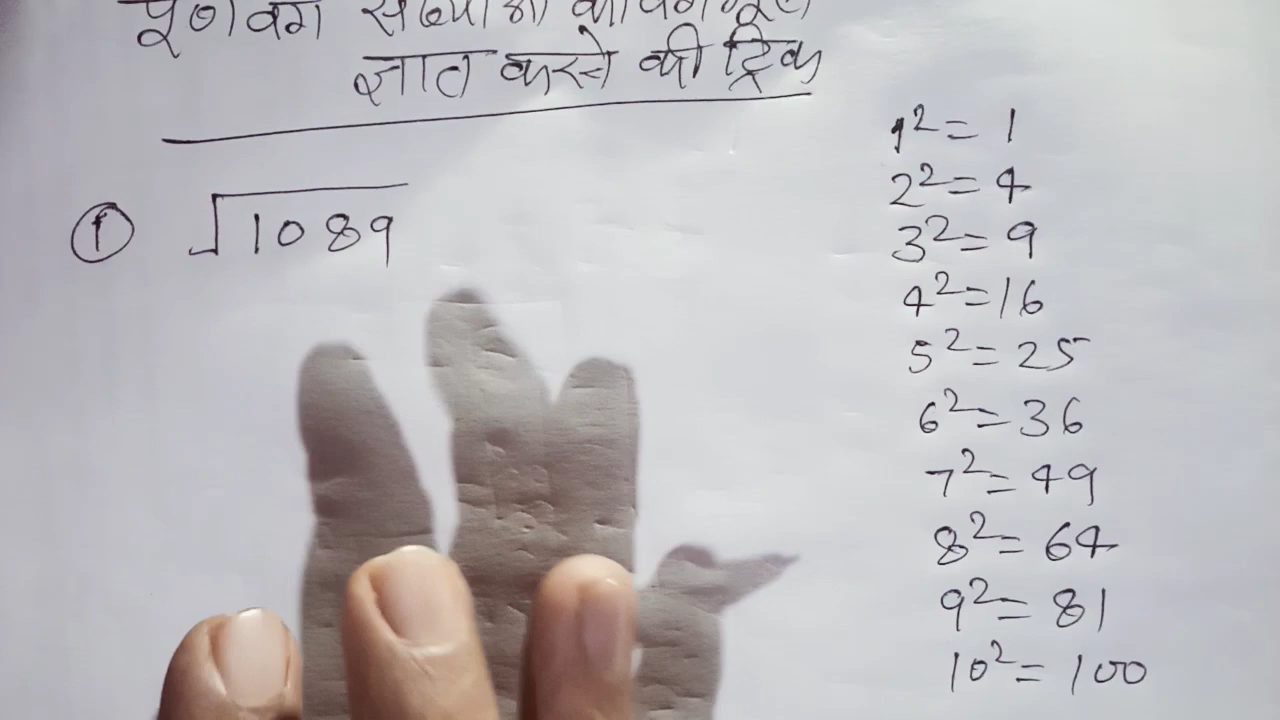 पूर्णवर्ग संख्याओं का वर्गमूल
ज्ञात करने की ट्रिक
① √1089
1² = 1
2² = 4
3² = 9
4² = 16
5² = 25
6² = 36
7² = 49
8² = 64
9² = 81
10² = 100